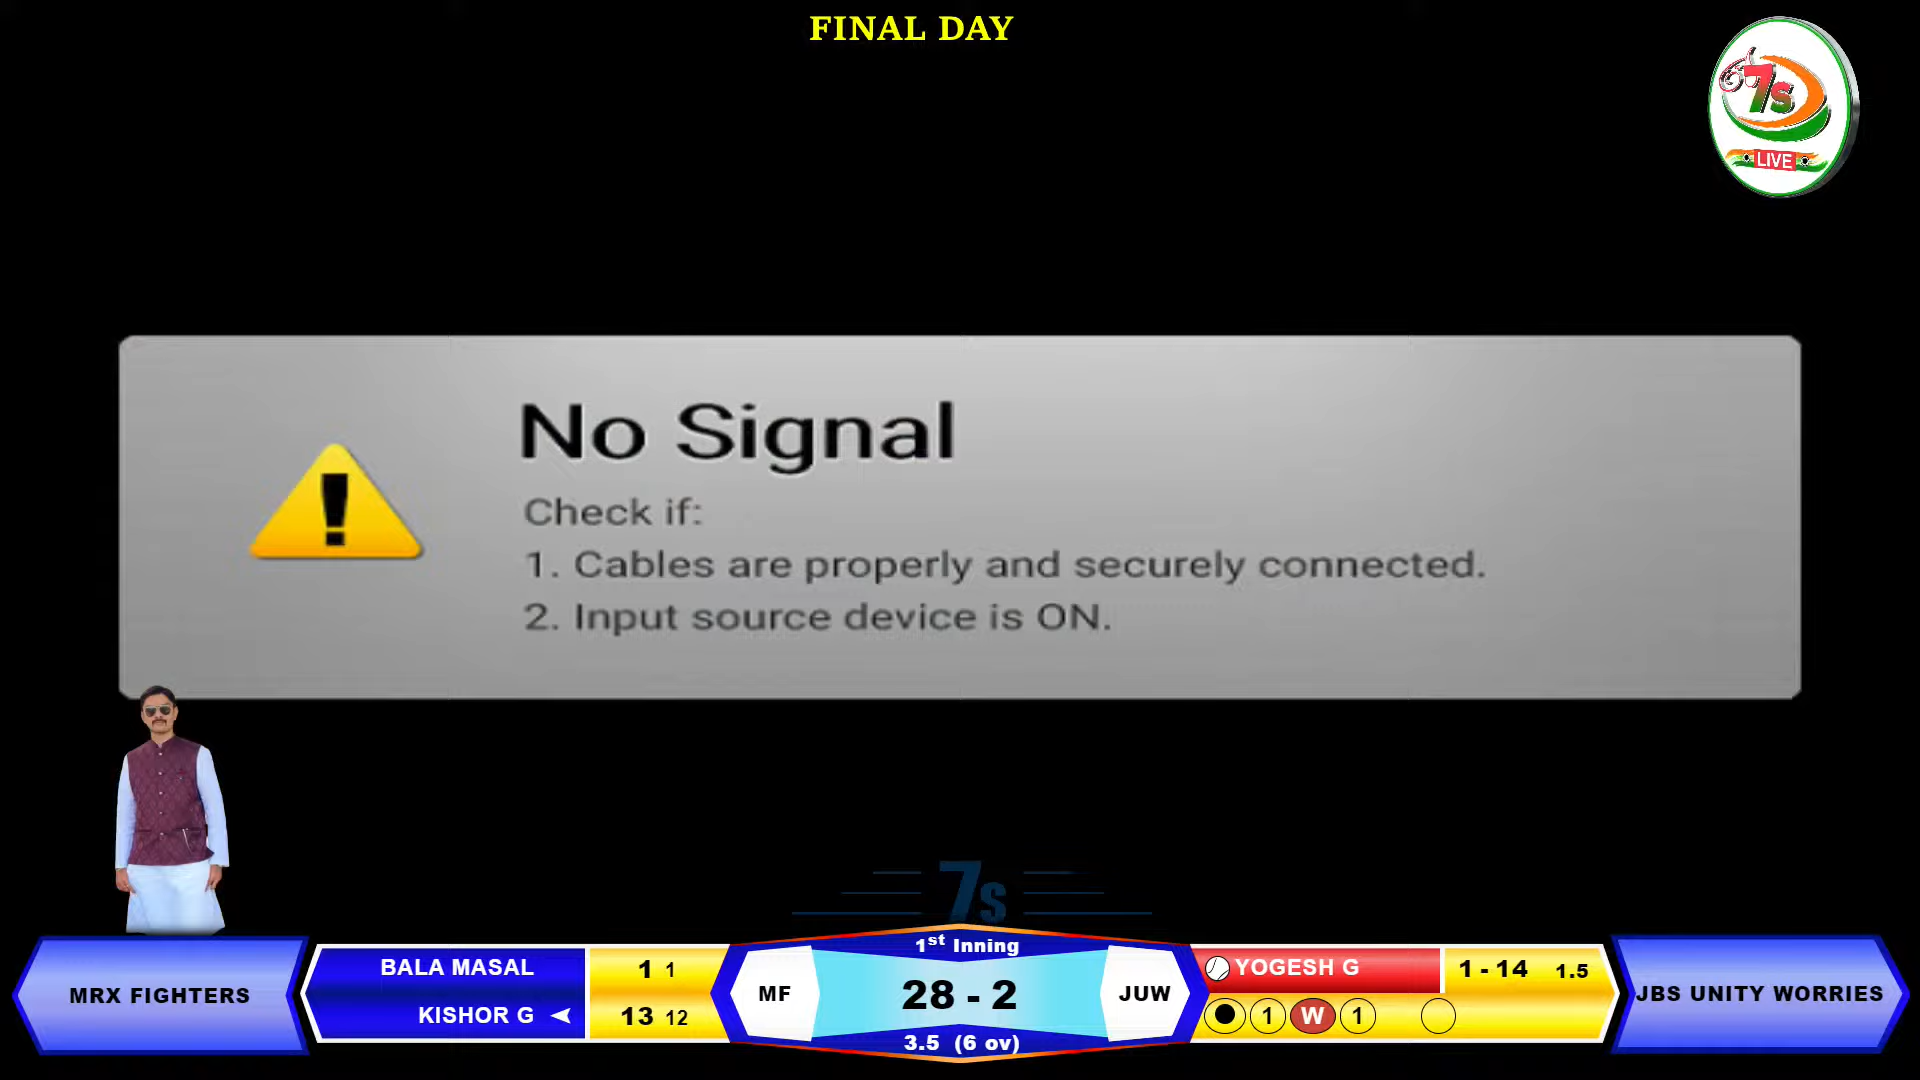 FINAL DAY
7s
LIVE
No Signal
Check if:
1. Cables are properly and securely connected.
2. Input source device is ON.
7s
MRX FIGHTERS
BALA MASAL 1 1
KISHOR G 13 12
MF
1st Inning
28 - 2
3.5 (6 ov)
JUW
YOGESH G 1 - 14 1.5
1 W 1
JBS UNITY WORRIES